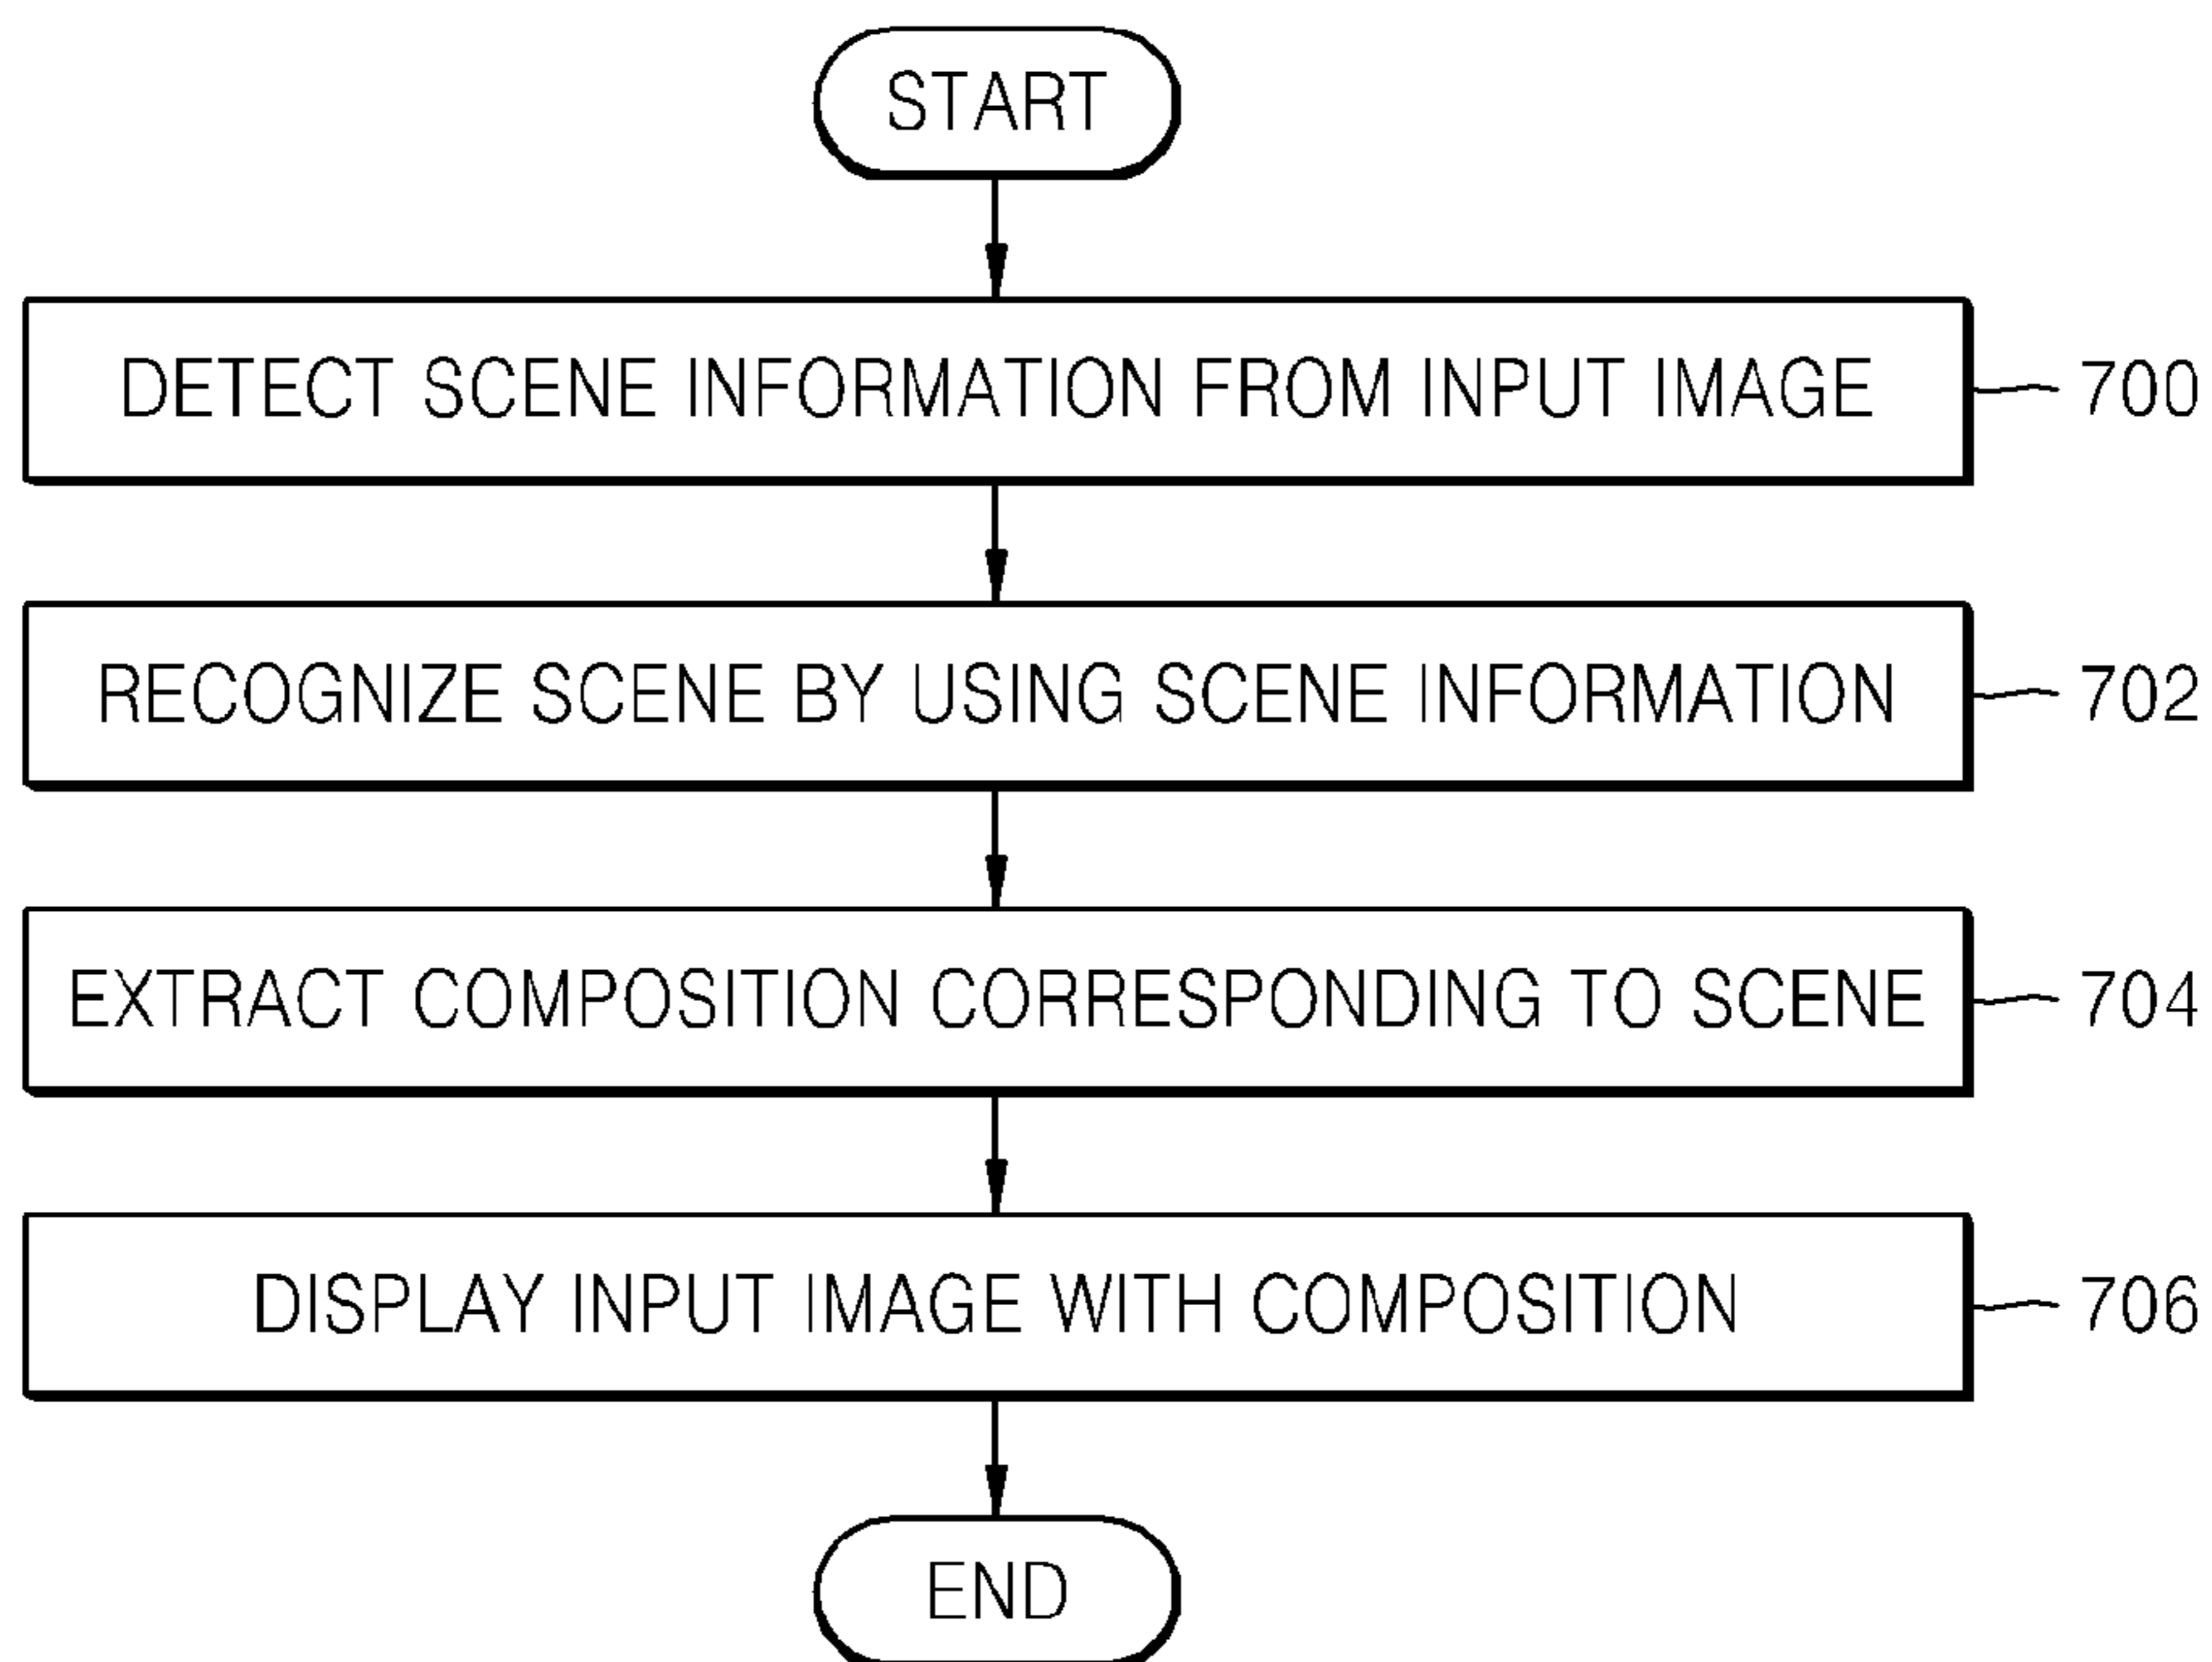 START
DETECT SCENE INFORMATION FROM INPUT IMAGE 700
RECOGNIZE SCENE BY USING SCENE INFORMATION 702
EXTRACT COMPOSITION CORRESPONDING TO SCENE 704
DISPLAY INPUT IMAGE WITH COMPOSITION 706
END